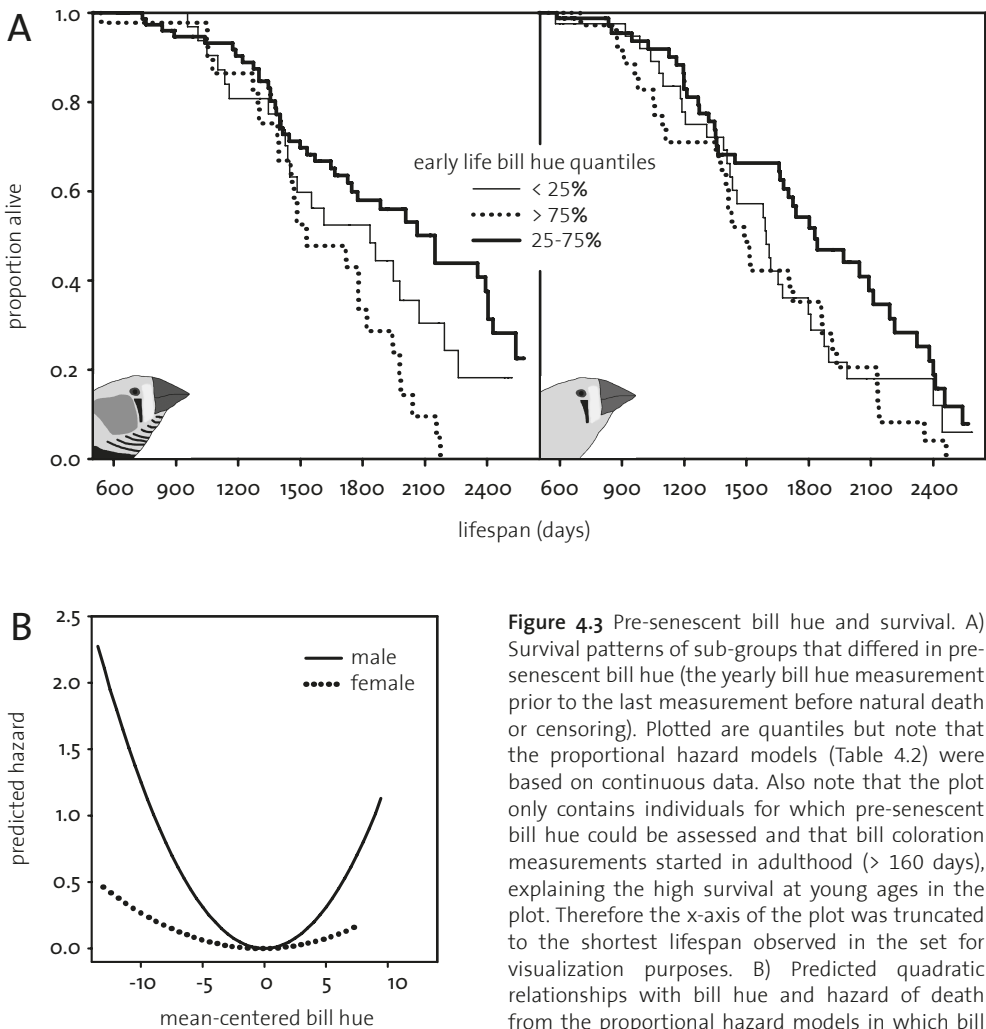 A
1.0
0.8
0.6
0.4
0.2
0.0
proportion alive
early life bill hue quantiles
< 25%
> 75%
25-75%
600 900 1200 1500 1800 2100 2400
600 900 1200 1500 1800 2100 2400
lifespan (days)
B
2.5
2.0
1.5
1.0
0.5
0.0
predicted hazard
male
female
-10 -5 0 5 10
mean-centered bill hue
Figure 4.3 Pre-senescent bill hue and survival. A)
Survival patterns of sub-groups that differed in pre-
senescent bill hue (the yearly bill hue measurement
prior to the last measurement before natural death
or censoring). Plotted are quantiles but note that
the proportional hazard models (Table 4.2) were
based on continuous data. Also note that the plot
only contains individuals for which pre-senescent
bill hue could be assessed and that bill coloration
measurements started in adulthood (> 160 days),
explaining the high survival at young ages in the
plot. Therefore the x-axis of the plot was truncated
to the shortest lifespan observed in the set for
visualization purposes. B) Predicted quadratic
relationships with bill hue and hazard of death
from the proportional hazard models in which bill